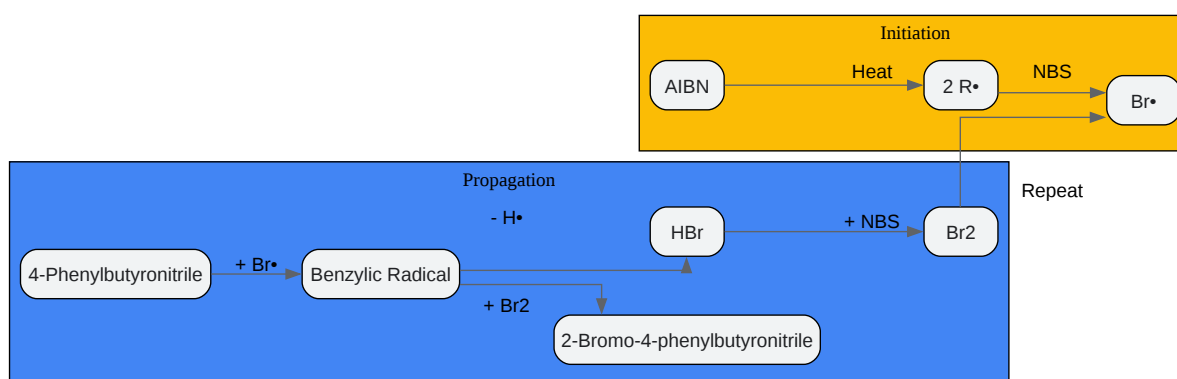 Initiation
AIBN
Heat
2 R•
NBS
Br•
Propagation
Repeat
- H•
HBr
+ NBS
Br2
4-Phenylbutyronitrile
+ Br•
Benzylic Radical
+ Br2
2-Bromo-4-phenylbutyronitrile